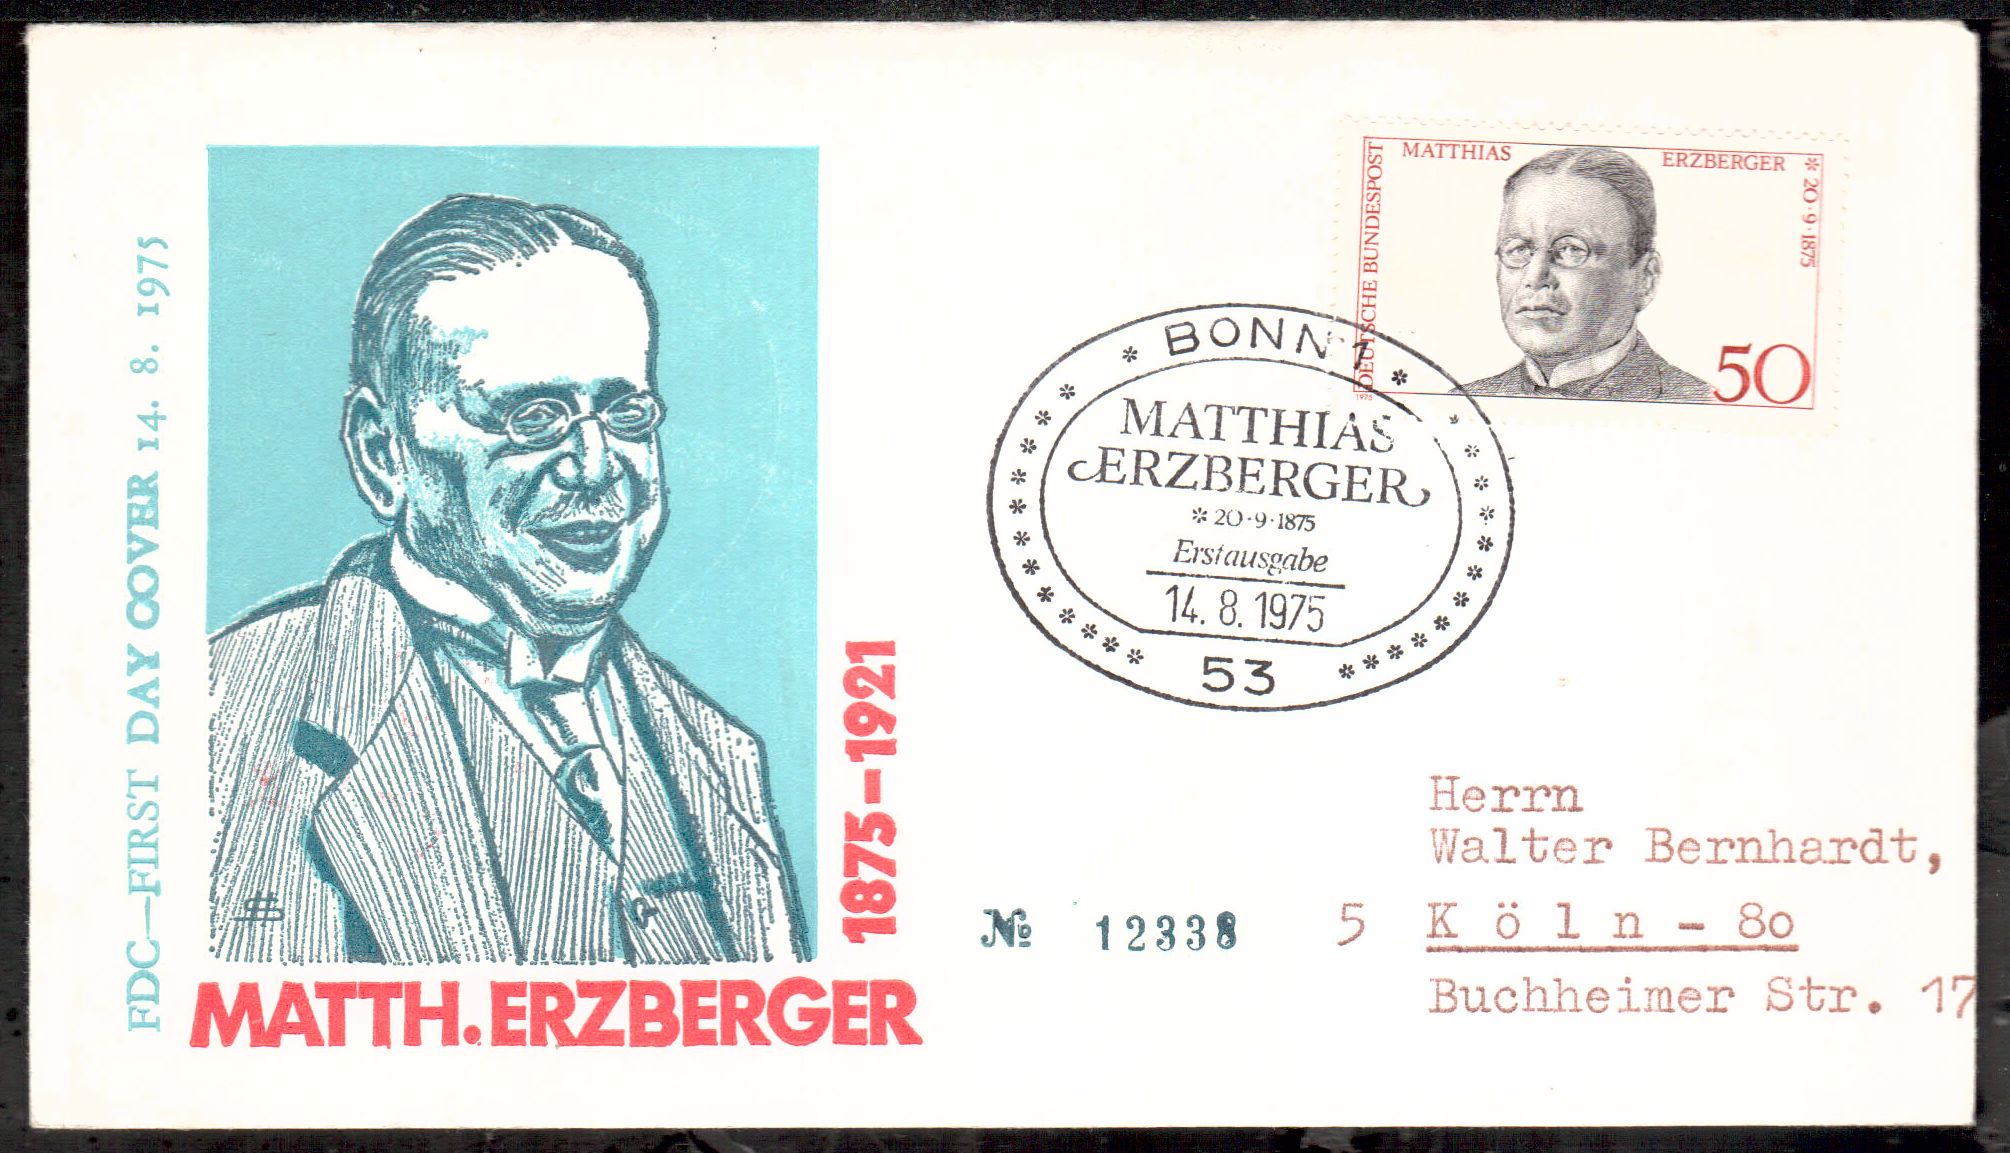 FDC—FIRST DAY COVER 14. 8. 1975
1875–1921
MATTH. ERZBERGER
DEUTSCHE BUNDESPOST
MATTHIAS ERZBERGER
* 20·9·1875
50
1975
BONN 1
MATTHIAS
ERZBERGER
* 20·9·1875
Erstausgabe
14. 8. 1975
53
№ 12338
Herrn
Walter Bernhardt,
5 Köln - 80
Buchheimer Str. 17